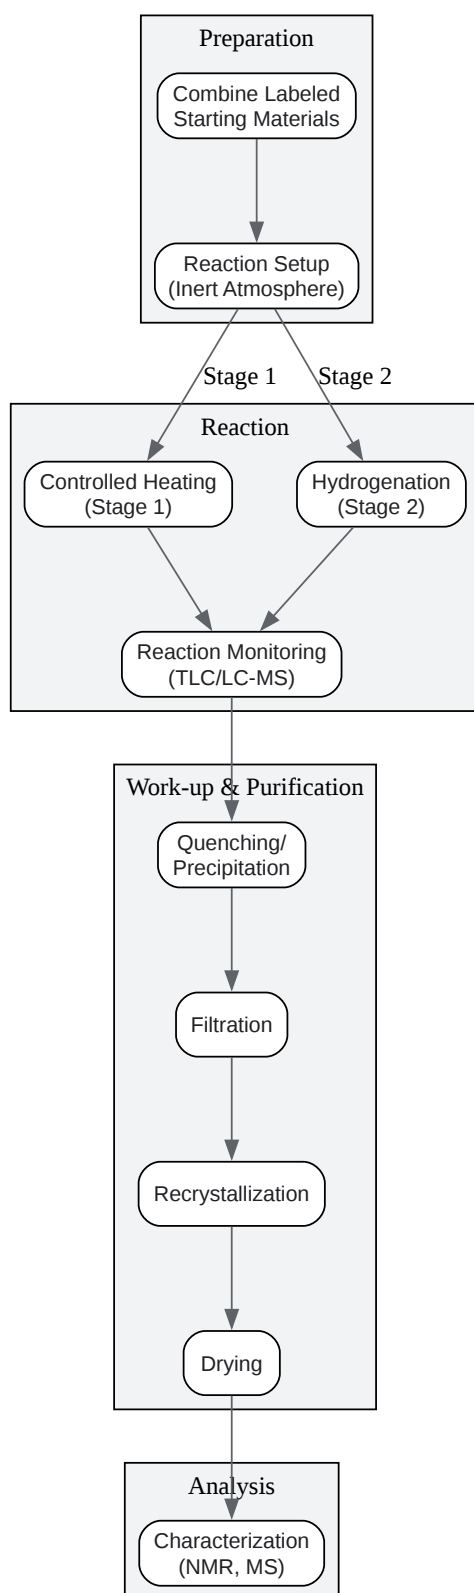 Preparation
Combine Labeled
Starting Materials
Reaction Setup
(Inert Atmosphere)
Stage 1
Stage 2
Reaction
Controlled Heating
(Stage 1)
Hydrogenation
(Stage 2)
Reaction Monitoring
(TLC/LC-MS)
Work-up & Purification
Quenching/
Precipitation
Filtration
Recrystallization
Drying
Analysis
Characterization
(NMR, MS)